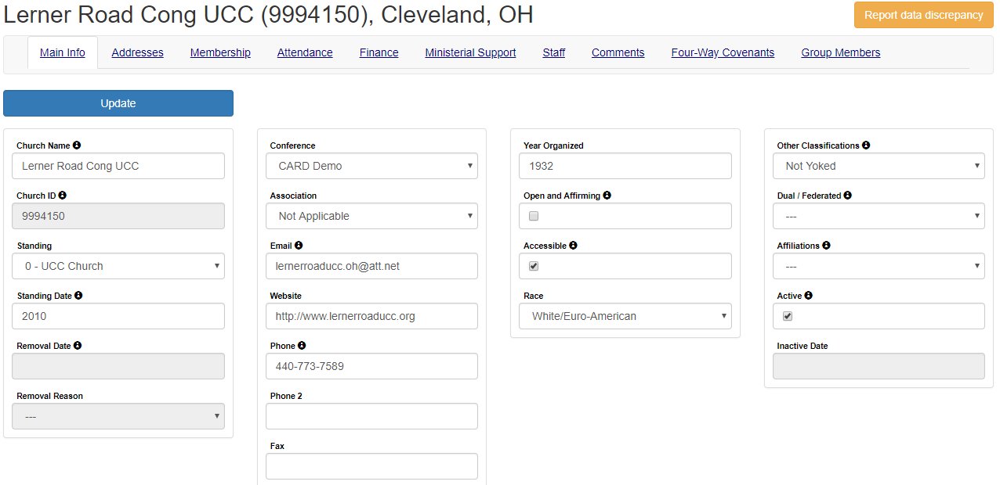 Lerner Road Cong UCC (9994150), Cleveland, OH
Report data discrepancy
Main Info Addresses Membership Attendance Finance Ministerial Support Staff Comments Four-Way Covenants Group Members
Update
Church Name
Lerner Road Cong UCC
Church ID
9994150
Standing
0 - UCC Church
Standing Date
2010
Removal Date
Removal Reason
---
Conference
CARD Demo
Association
Not Applicable
Email
lernerroaducc.oh@att.net
Website
http://www.lernerroaducc.org
Phone
440-773-7589
Phone 2
Fax
Year Organized
1932
Open and Affirming
Accessible
Race
White/Euro-American
Other Classifications
Not Yoked
Dual / Federated
---
Affiliations
---
Active
Inactive Date